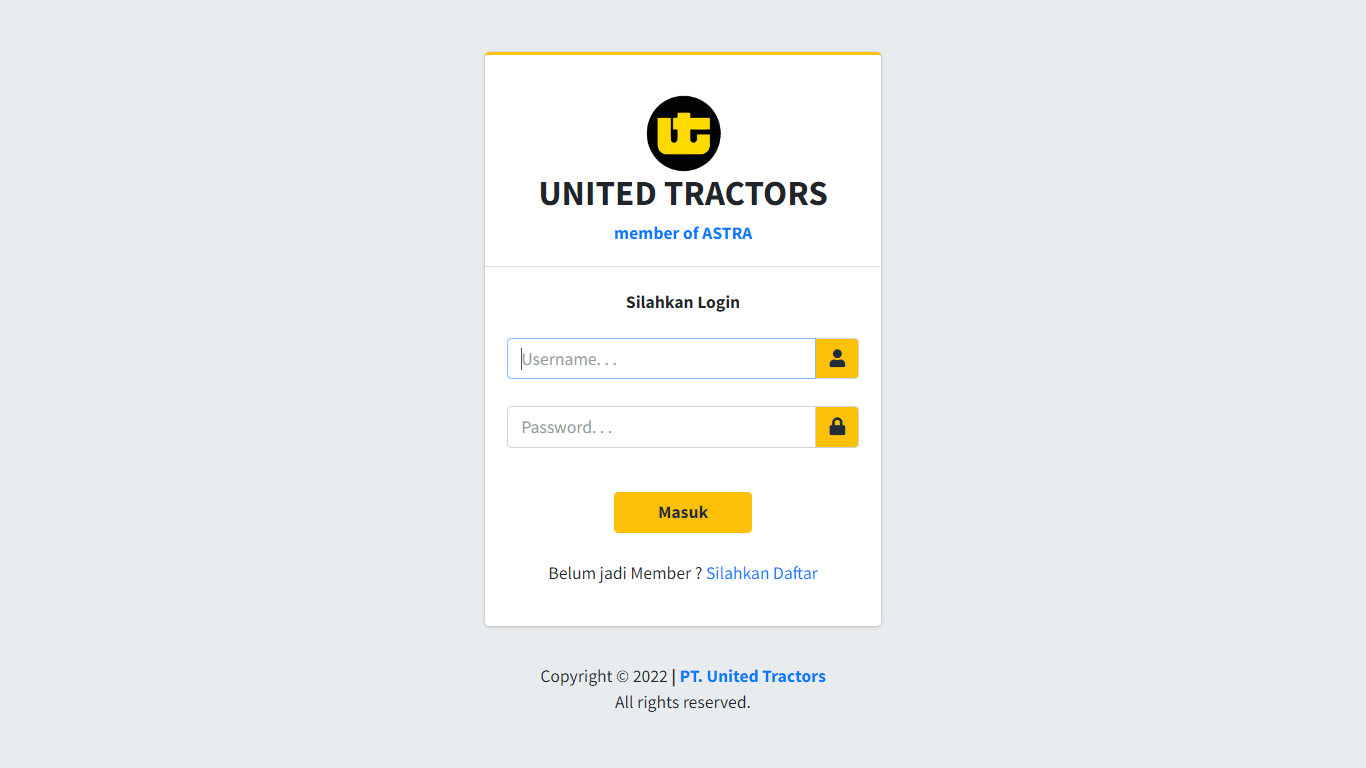 ut
UNITED TRACTORS
member of ASTRA
Silahkan Login
Username. . .
Password. . .
Masuk
Belum jadi Member ? Silahkan Daftar
Copyright © 2022 | PT. United Tractors
All rights reserved.